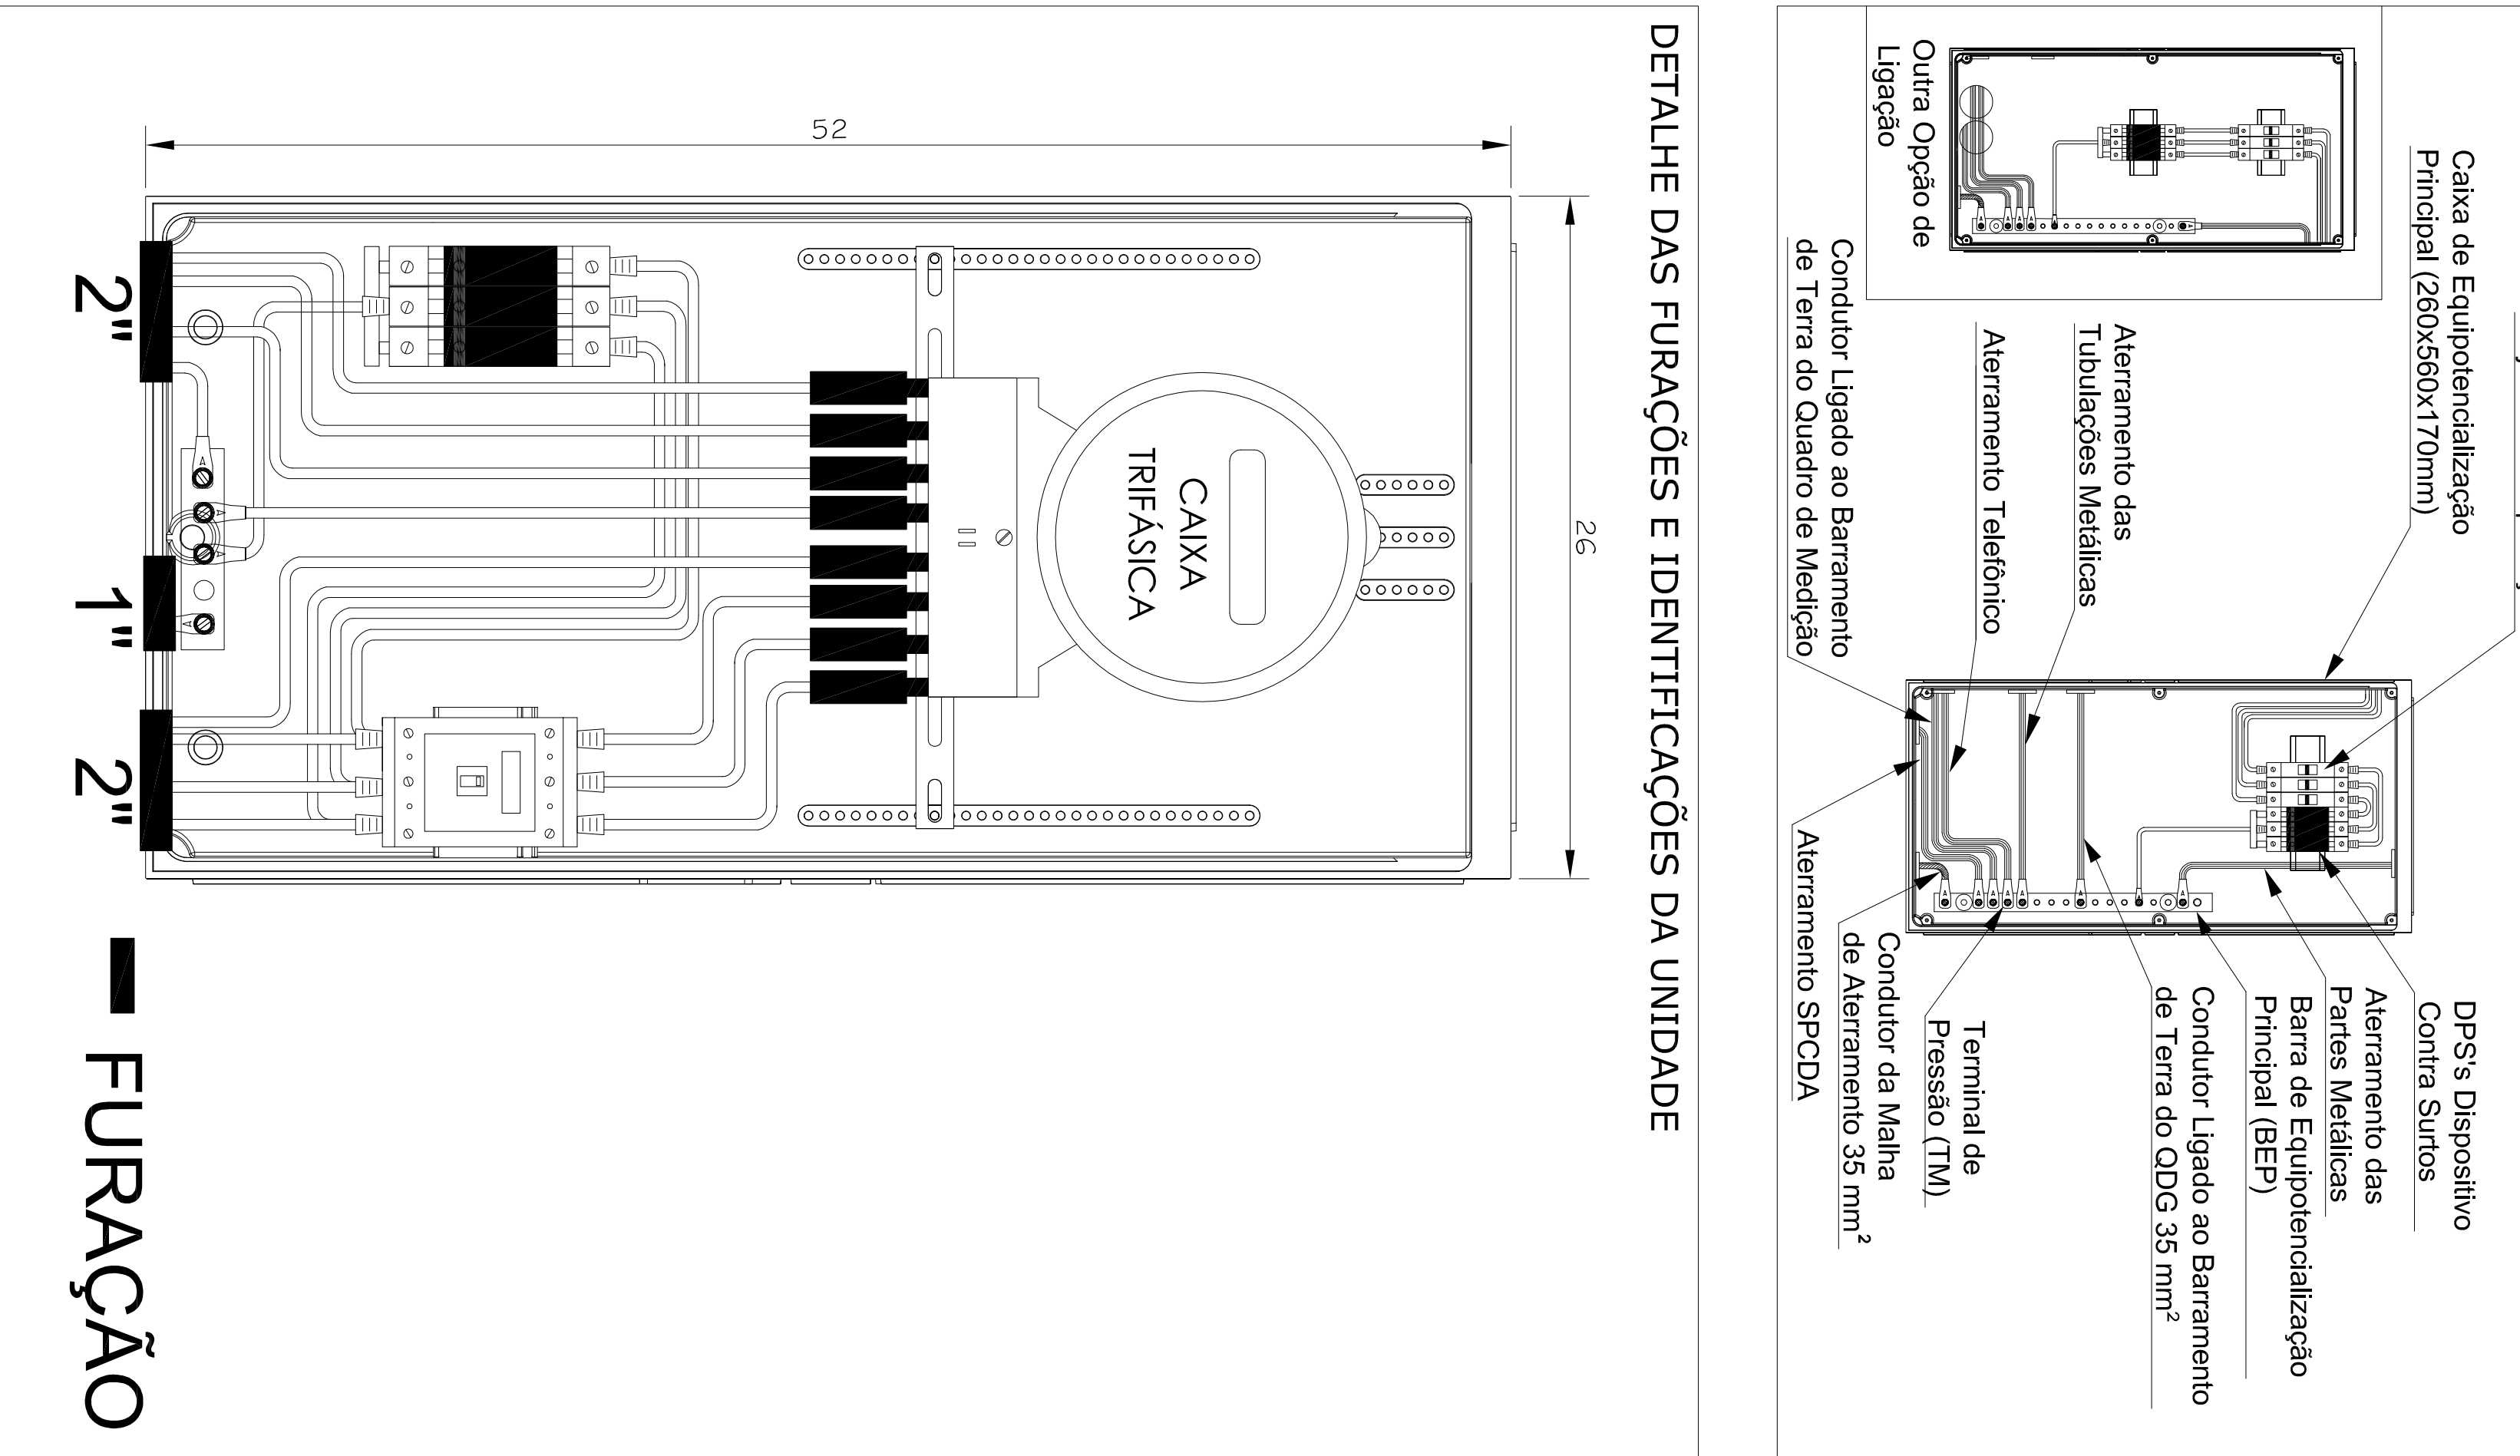 DETALHE DAS FURAÇÕES E IDENTIFICAÇÕES DA UNIDADE
26
52
CAIXA
TRIFÁSICA
2"
1"
2"
FURAÇÃO
Caixa de Equipotencialização
Principal (260x560x170mm)
Outra Opção de
Ligação
Aterramento das
Tubulações Metálicas
Aterramento Telefônico
Condutor Ligado ao Barramento
de Terra do Quadro de Medição
DPS's Dispositivo
Contra Surtos
Aterramento das
Partes Metálicas
Barra de Equipotencialização
Principal (BEP)
Condutor Ligado ao Barramento
de Terra do QDG 35 mm²
Terminal de
Pressão (TM)
Condutor da Malha
de Aterramento 35 mm²
Aterramento SPCDA